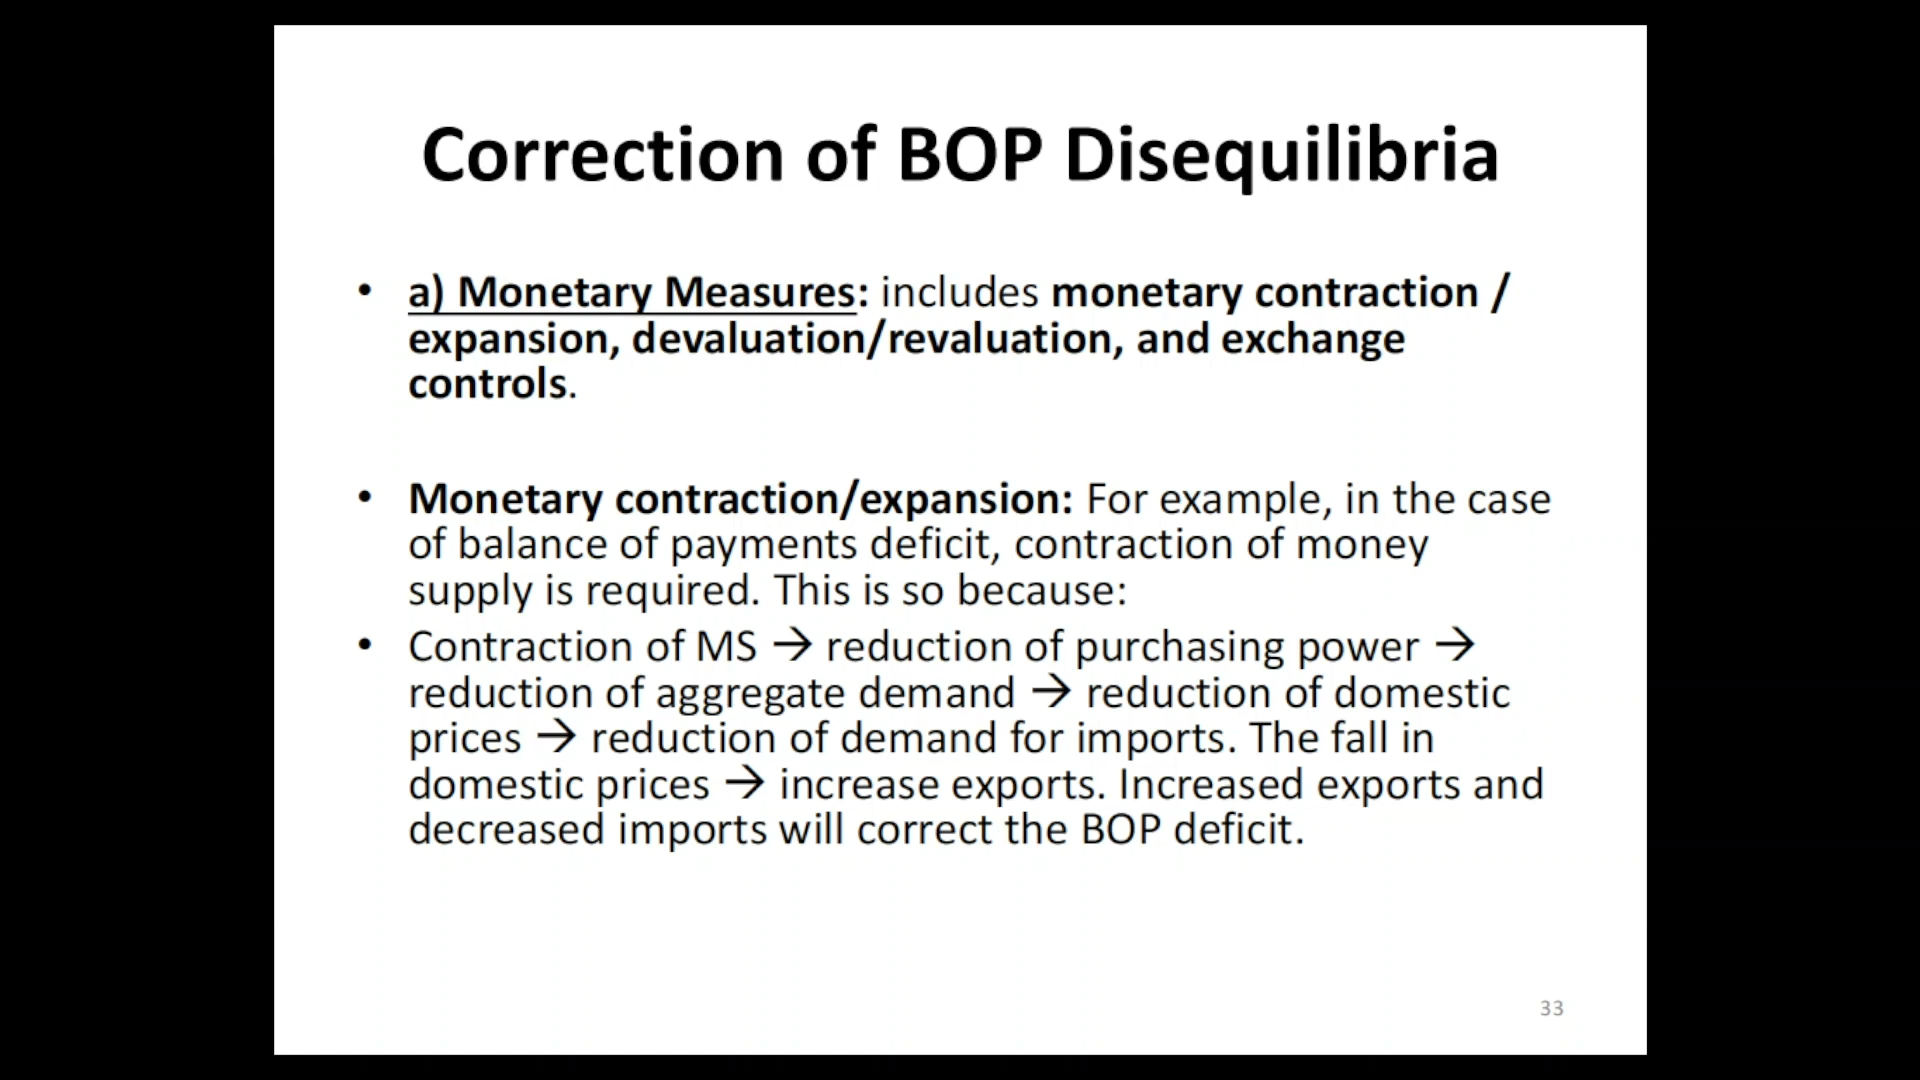 Correction of BOP Disequilibria
• a) Monetary Measures: includes monetary contraction /
expansion, devaluation/revaluation, and exchange
controls.
• Monetary contraction/expansion: For example, in the case
of balance of payments deficit, contraction of money
supply is required. This is so because:
• Contraction of MS → reduction of purchasing power →
reduction of aggregate demand → reduction of domestic
prices → reduction of demand for imports. The fall in
domestic prices → increase exports. Increased exports and
decreased imports will correct the BOP deficit.
33